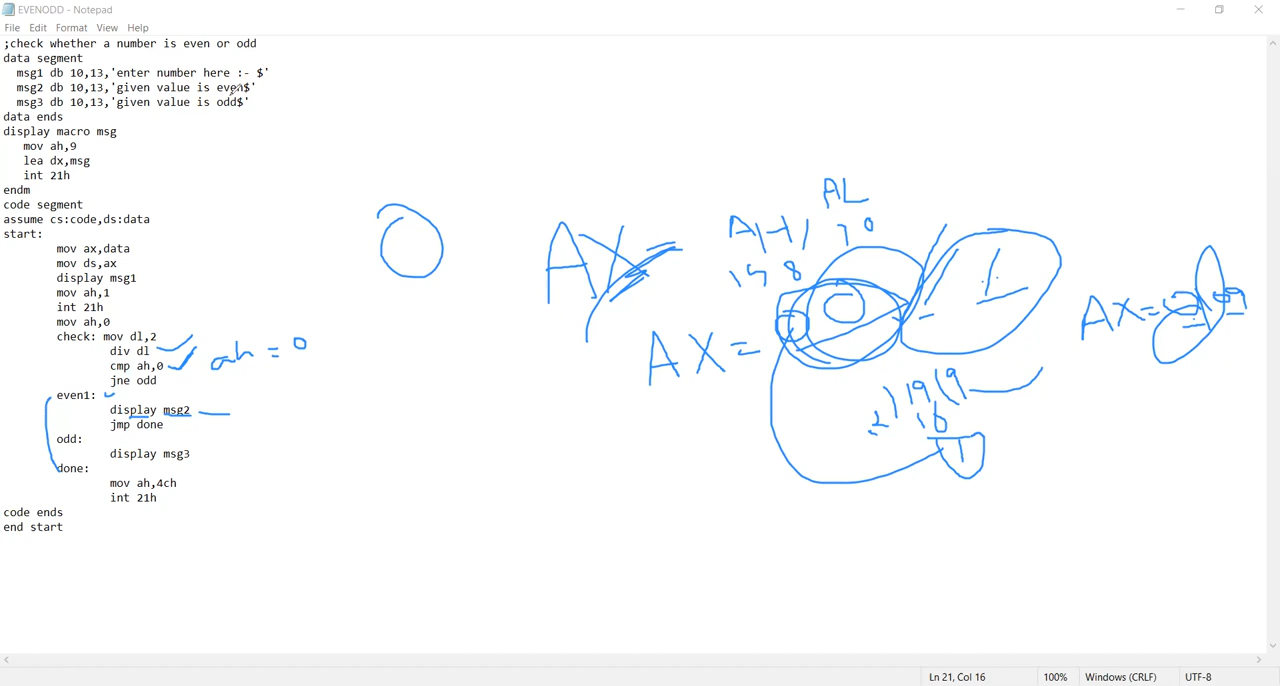 EVENODD - Notepad
File Edit Format View Help
;check whether a number is even or odd
data segment
msg1 db 10,13,'enter number here :- $'
msg2 db 10,13,'given value is even$'
msg3 db 10,13,'given value is odd$'
data ends
display macro msg
mov ah,9
lea dx,msg
int 21h
endm
code segment
assume cs:code,ds:data
start:
mov ax,data
mov ds,ax
display msg1
mov ah,1
int 21h
mov ah,0
check: mov dl,2
div dl
cmp ah,0
jne odd
even1:
display msg2
jmp done
odd:
display msg3
done:
mov ah,4ch
int 21h
code ends
end start
ah = 0
AL
AH
AX =
AX =
Ln 21, Col 16 100% Windows (CRLF) UTF-8